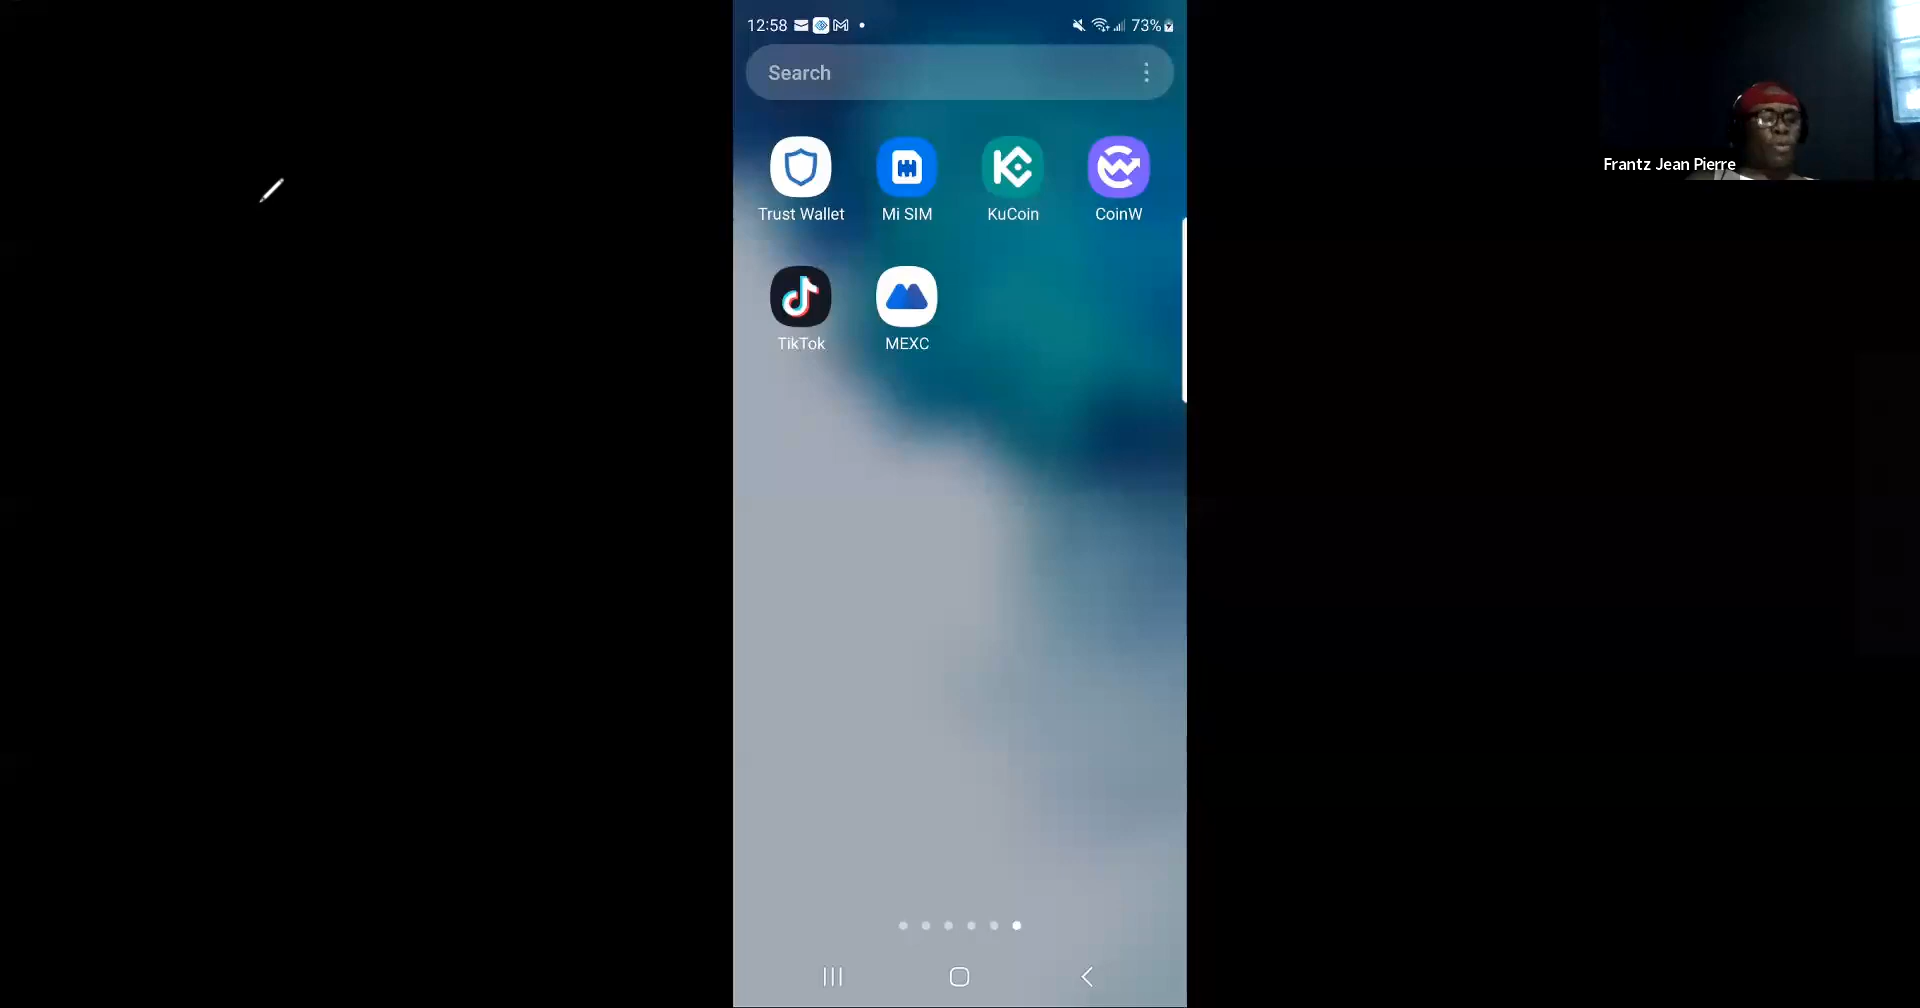 12:58
73%
Search
Trust Wallet
Mi SIM
KuCoin
CoinW
TikTok
MEXC
Frantz Jean Pierre